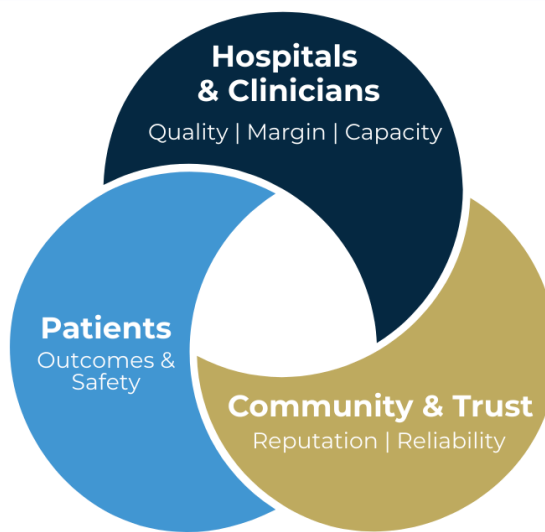 Hospitals
& Clinicians
Quality | Margin | Capacity
Patients
Outcomes &
Safety
Community & Trust
Reputation | Reliability